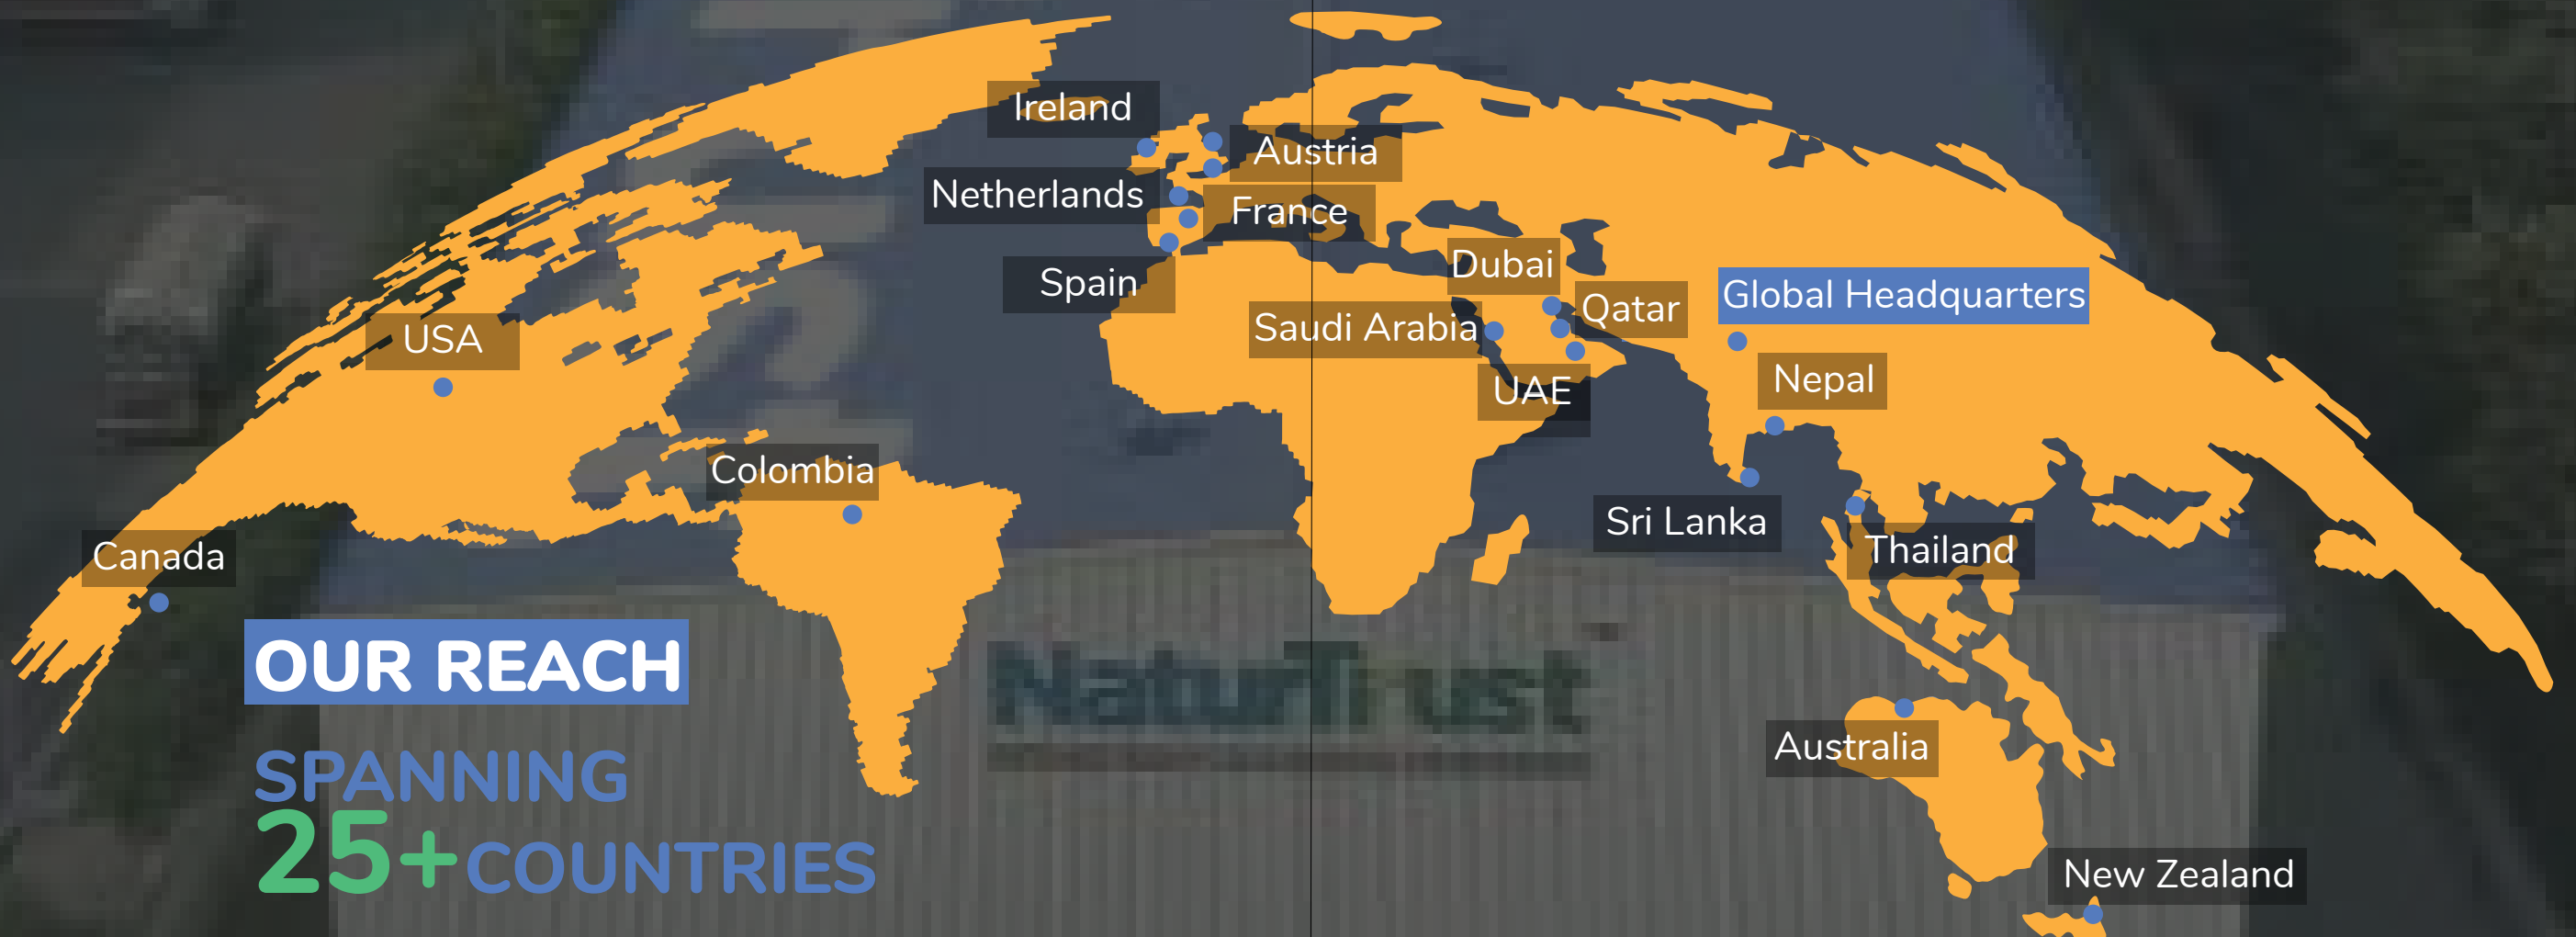 Ireland
Austria
Netherlands
France
Spain
Dubai
Qatar
Saudi Arabia
UAE
Global Headquarters
Nepal
USA
Colombia
Sri Lanka
Thailand
Canada
OUR REACH
SPANNING
25+ COUNTRIES
NaturTrust
Australia
New Zealand